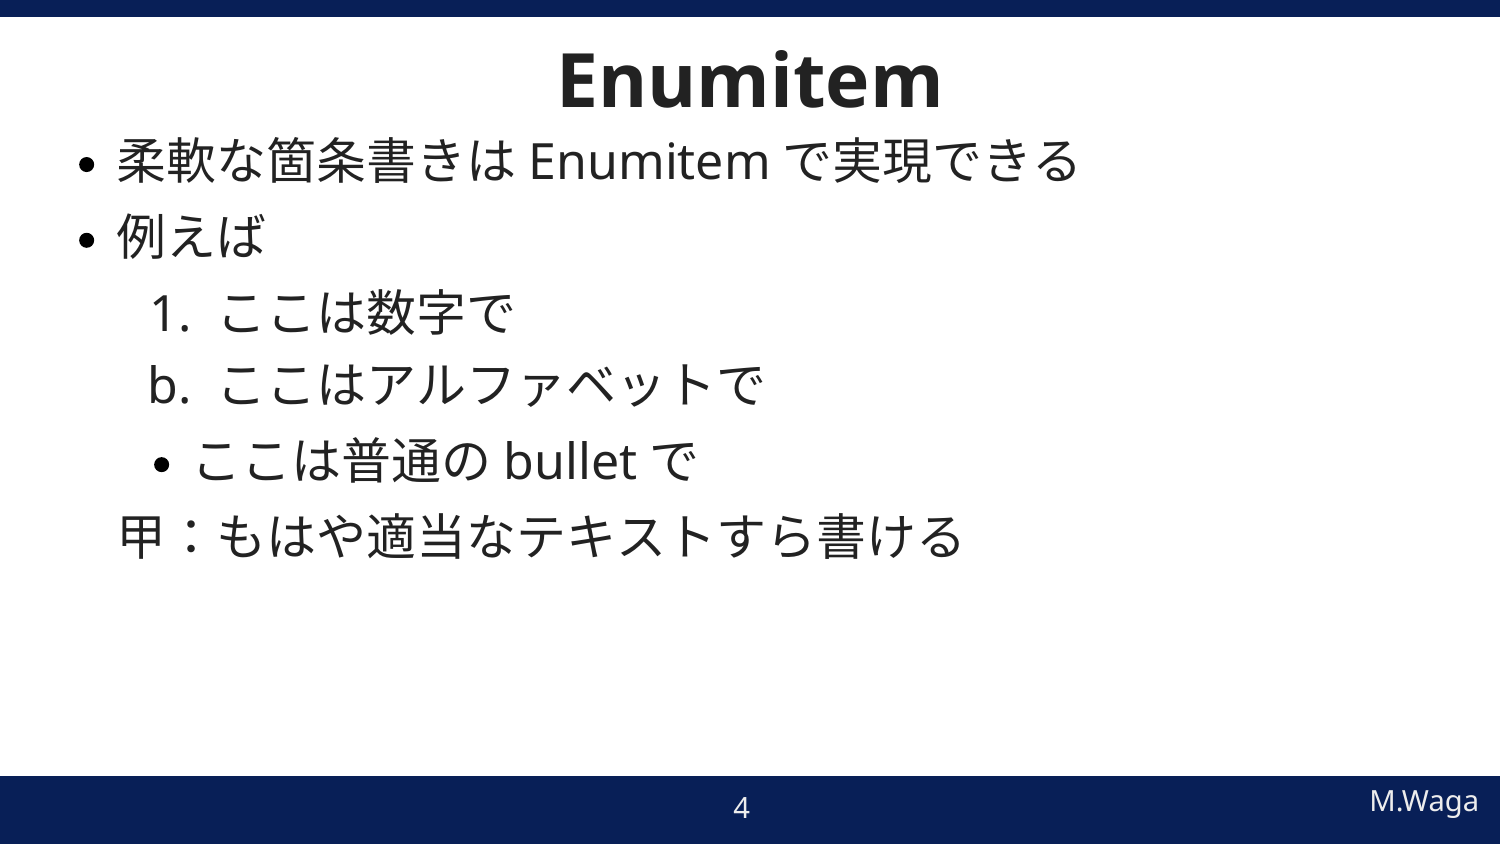 Enumitem
• 柔軟な箇条書きは Enumitem で実現できる
• 例えば
1. ここは数字で
b. ここはアルファベットで
• ここは普通の bullet で
甲：もはや適当なテキストすら書ける
4
M.Waga